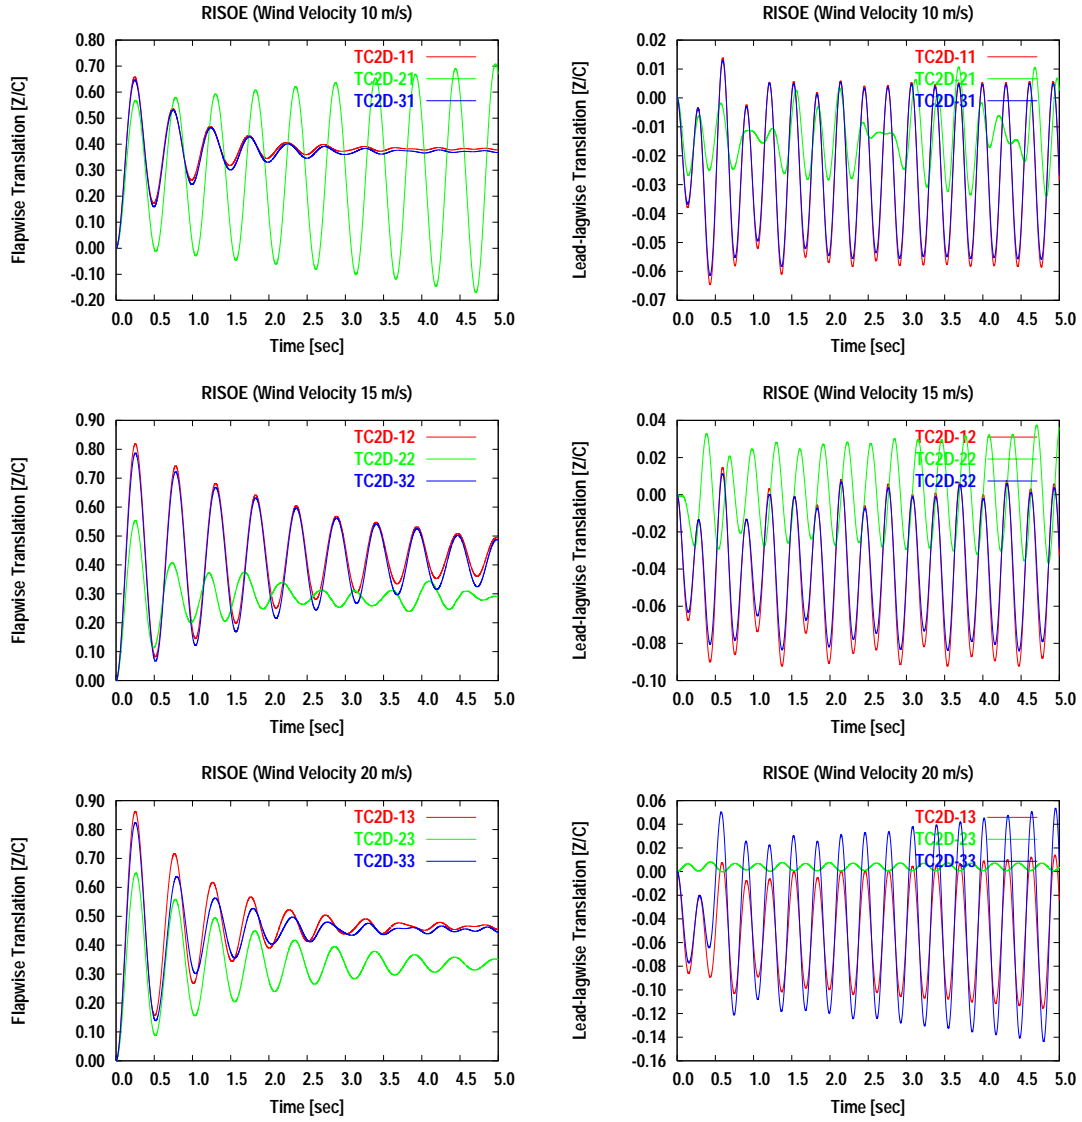 RISOE (Wind Velocity 10 m/s)
Flapwise Translation [Z/C]
0.80
0.70
0.60
0.50
0.40
0.30
0.20
0.10
0.00
-0.10
-0.20
TC2D-11
TC2D-21
TC2D-31
0.0 0.5 1.0 1.5 2.0 2.5 3.0 3.5 4.0 4.5 5.0
Time [sec]
RISOE (Wind Velocity 10 m/s)
Lead-lagwise Translation [Z/C]
0.02
0.01
0.00
-0.01
-0.02
-0.03
-0.04
-0.05
-0.06
-0.07
TC2D-11
TC2D-21
TC2D-31
0.0 0.5 1.0 1.5 2.0 2.5 3.0 3.5 4.0 4.5 5.0
Time [sec]
RISOE (Wind Velocity 15 m/s)
Flapwise Translation [Z/C]
0.90
0.80
0.70
0.60
0.50
0.40
0.30
0.20
0.10
0.00
TC2D-12
TC2D-22
TC2D-32
0.0 0.5 1.0 1.5 2.0 2.5 3.0 3.5 4.0 4.5 5.0
Time [sec]
RISOE (Wind Velocity 15 m/s)
Lead-agwise Translation [Z/C]
0.04
0.02
0.00
-0.02
-0.04
-0.06
-0.08
-0.10
TC2D-12
TC2D-22
TC2D-32
0.0 0.5 1.0 1.5 2.0 2.5 3.0 3.5 4.0 4.5 5.0
Time [sec]
RISOE (Wind Velocity 20 m/s)
Flapwise Translation [Z/C]
0.90
0.80
0.70
0.60
0.50
0.40
0.30
0.20
0.10
0.00
TC2D-13
TC2D-23
TC2D-33
0.0 0.5 1.0 1.5 2.0 2.5 3.0 3.5 4.0 4.5 5.0
Time [sec]
RISOE (Wind Velocity 20 m/s)
Lead-lagwise Translation [Z/C]
0.06
0.04
0.02
0.00
-0.02
-0.04
-0.06
-0.08
-0.10
-0.12
-0.14
-0.16
TC2D-13
TC2D-23
TC2D-33
0.0 0.5 1.0 1.5 2.0 2.5 3.0 3.5 4.0 4.5 5.0
Time [sec]